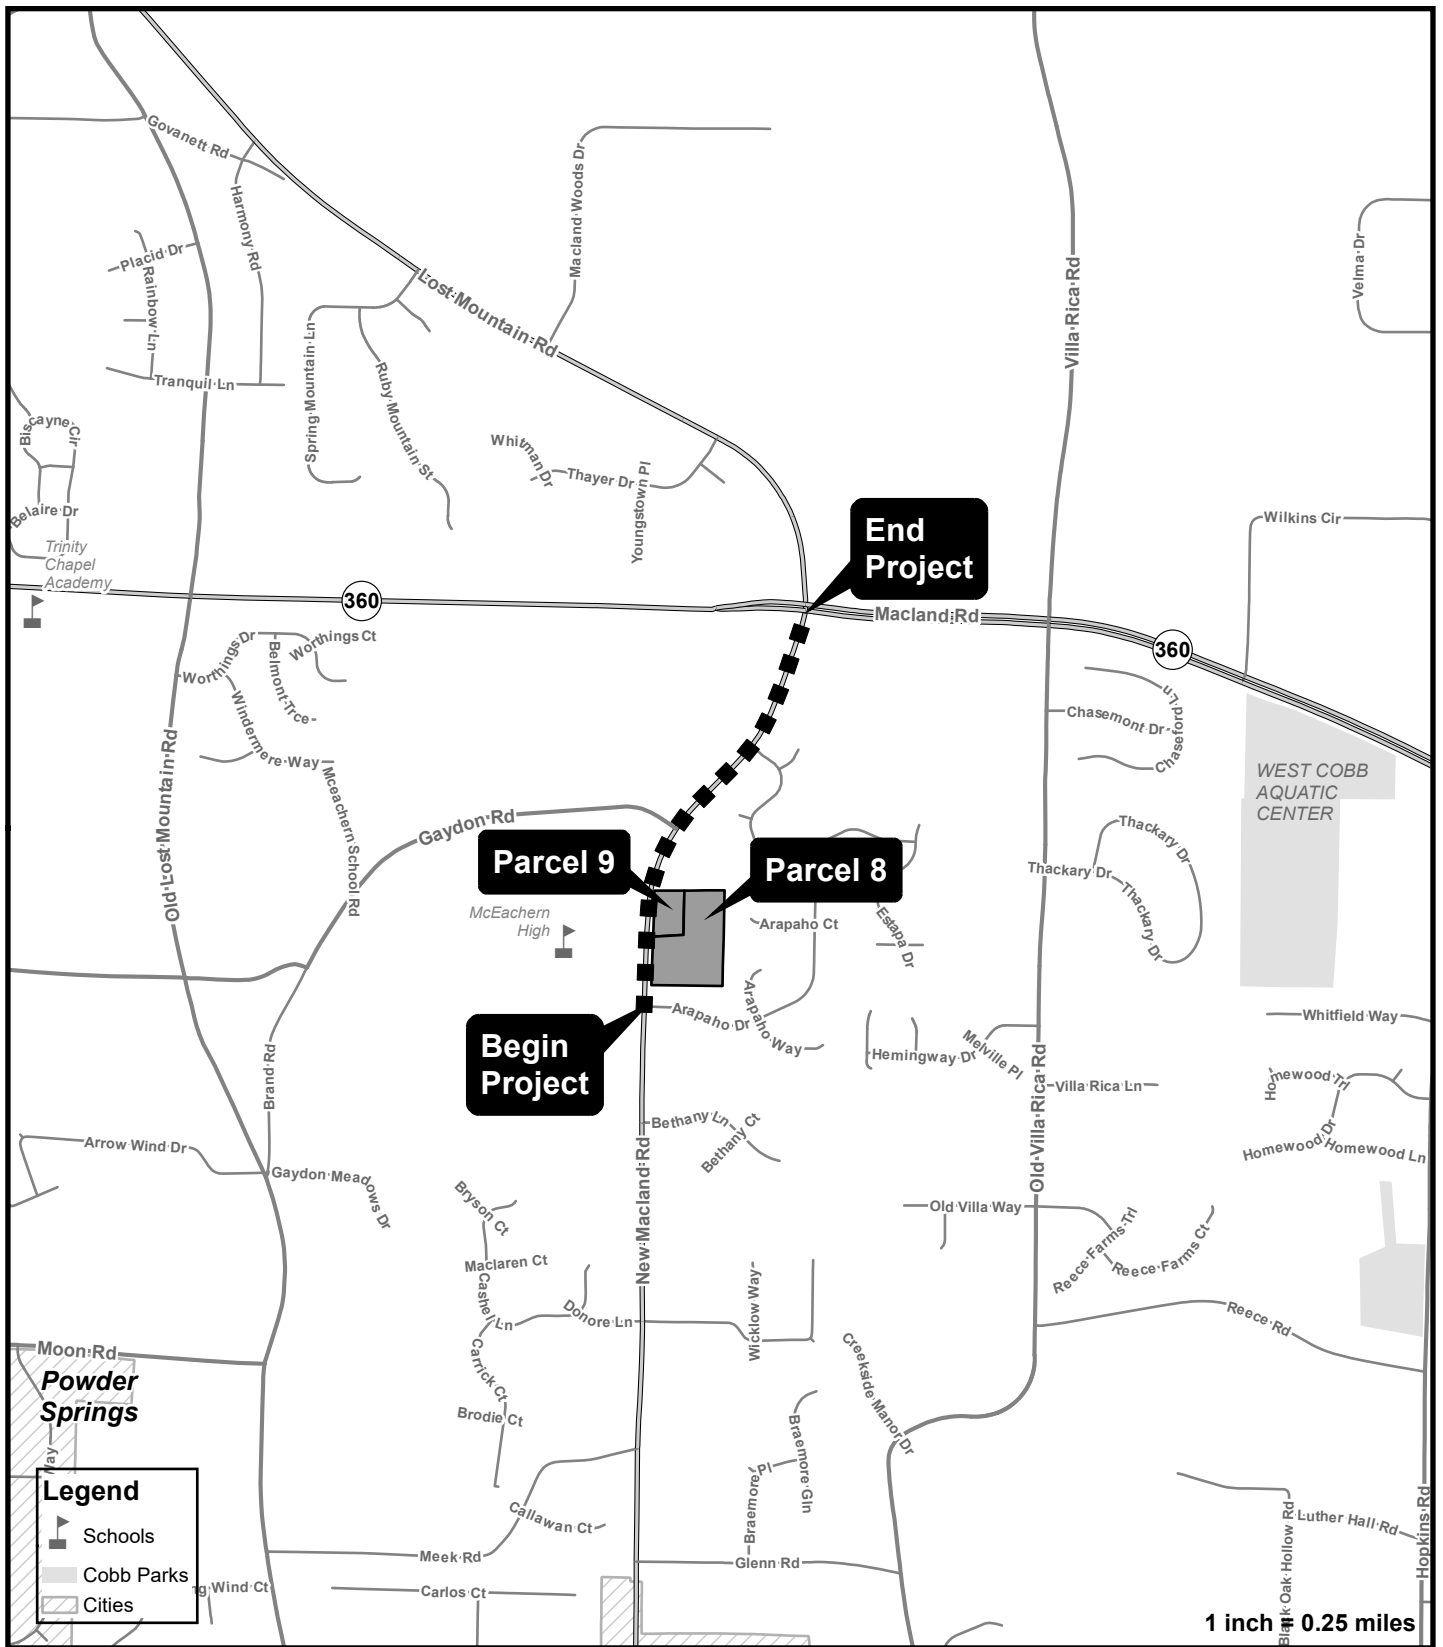 Govanett Rd
Harmony Rd
Placid Dr
Rainbow Ln
Tranquil Ln
Macland Woods Dr
Lost Mountain Rd
Villa Rica Rd
Velma Dr
Spring Mountain Ln
Ruby Mountain St
Biscayne Cir
Belaire Dr
Trinity
Chapel
Academy
Whitman Dr
Thayer Dr
Youngstown Pl
End
Project
Wilkins Cir
360
Macland Rd
360
Worthings Dr
Worthings Ct
Belmont Trce
Windermere Way
Mceachern School Rd
Old Lost Mountain Rd
Chaseford Ln
Chasemont Dr
WEST COBB
AQUATIC
CENTER
Gaydon Rd
Parcel 9
Parcel 8
McEachern
High
Arapaho Ct
Estapa Dr
Thackary Dr
Thackary Dr
Thackary Dr
Arapaho Dr
Arapaho Way
Begin
Project
Hemingway Dr
Melville Pl
Villa Rica Ln
Old Villa Rica Rd
Whitfield Way
Homewood Trl
Homewood Dr
Homewood Ln
Brand Rd
Arrow Wind Dr
Gaydon Meadows Dr
Bethany Ln
Bethany Ct
New Macland Rd
Bryson Ct
Maclaren Ct
Cashel Ln
Donore Ln
Wicklow Way
Old Villa Way
Reece Farms Trl
Reece Farms Ct
Reece Rd
Moon Rd
Powder
Springs
Way
Carrick Ct
Brodie Ct
Creekside Manor Dr
Braemore Gln
Braemore Pl
Callawan Ct
Meek Rd
Carlos Ct
Glenn Rd
Luther Hall Rd
Black Oak Hollow Rd
Hopkins Rd
Legend
Schools
Cobb Parks
Cities
ng Wind Ct
1 inch = 0.25 miles